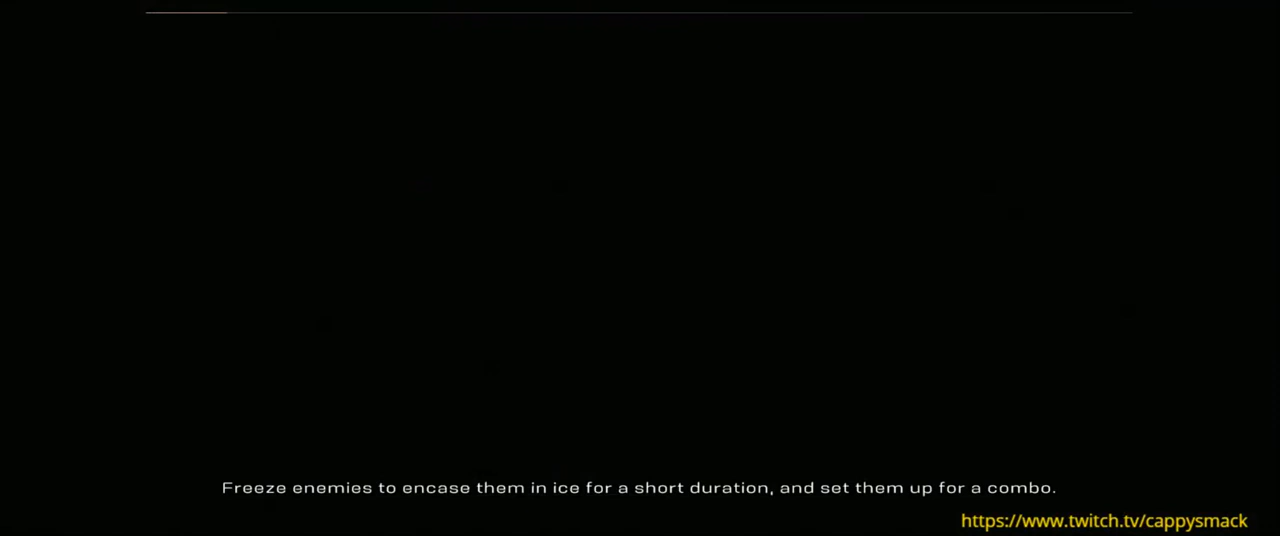 Freeze enemies to encase them in ice for a short duration, and set them up for a combo.
https://www.twitch.tv/cappysmack